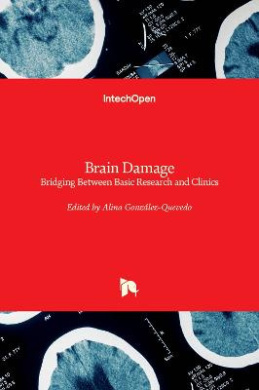 IntechOpen
Brain Damage
Bridging Between Basic Research and Clinics
Edited by Alina González-Quevedo